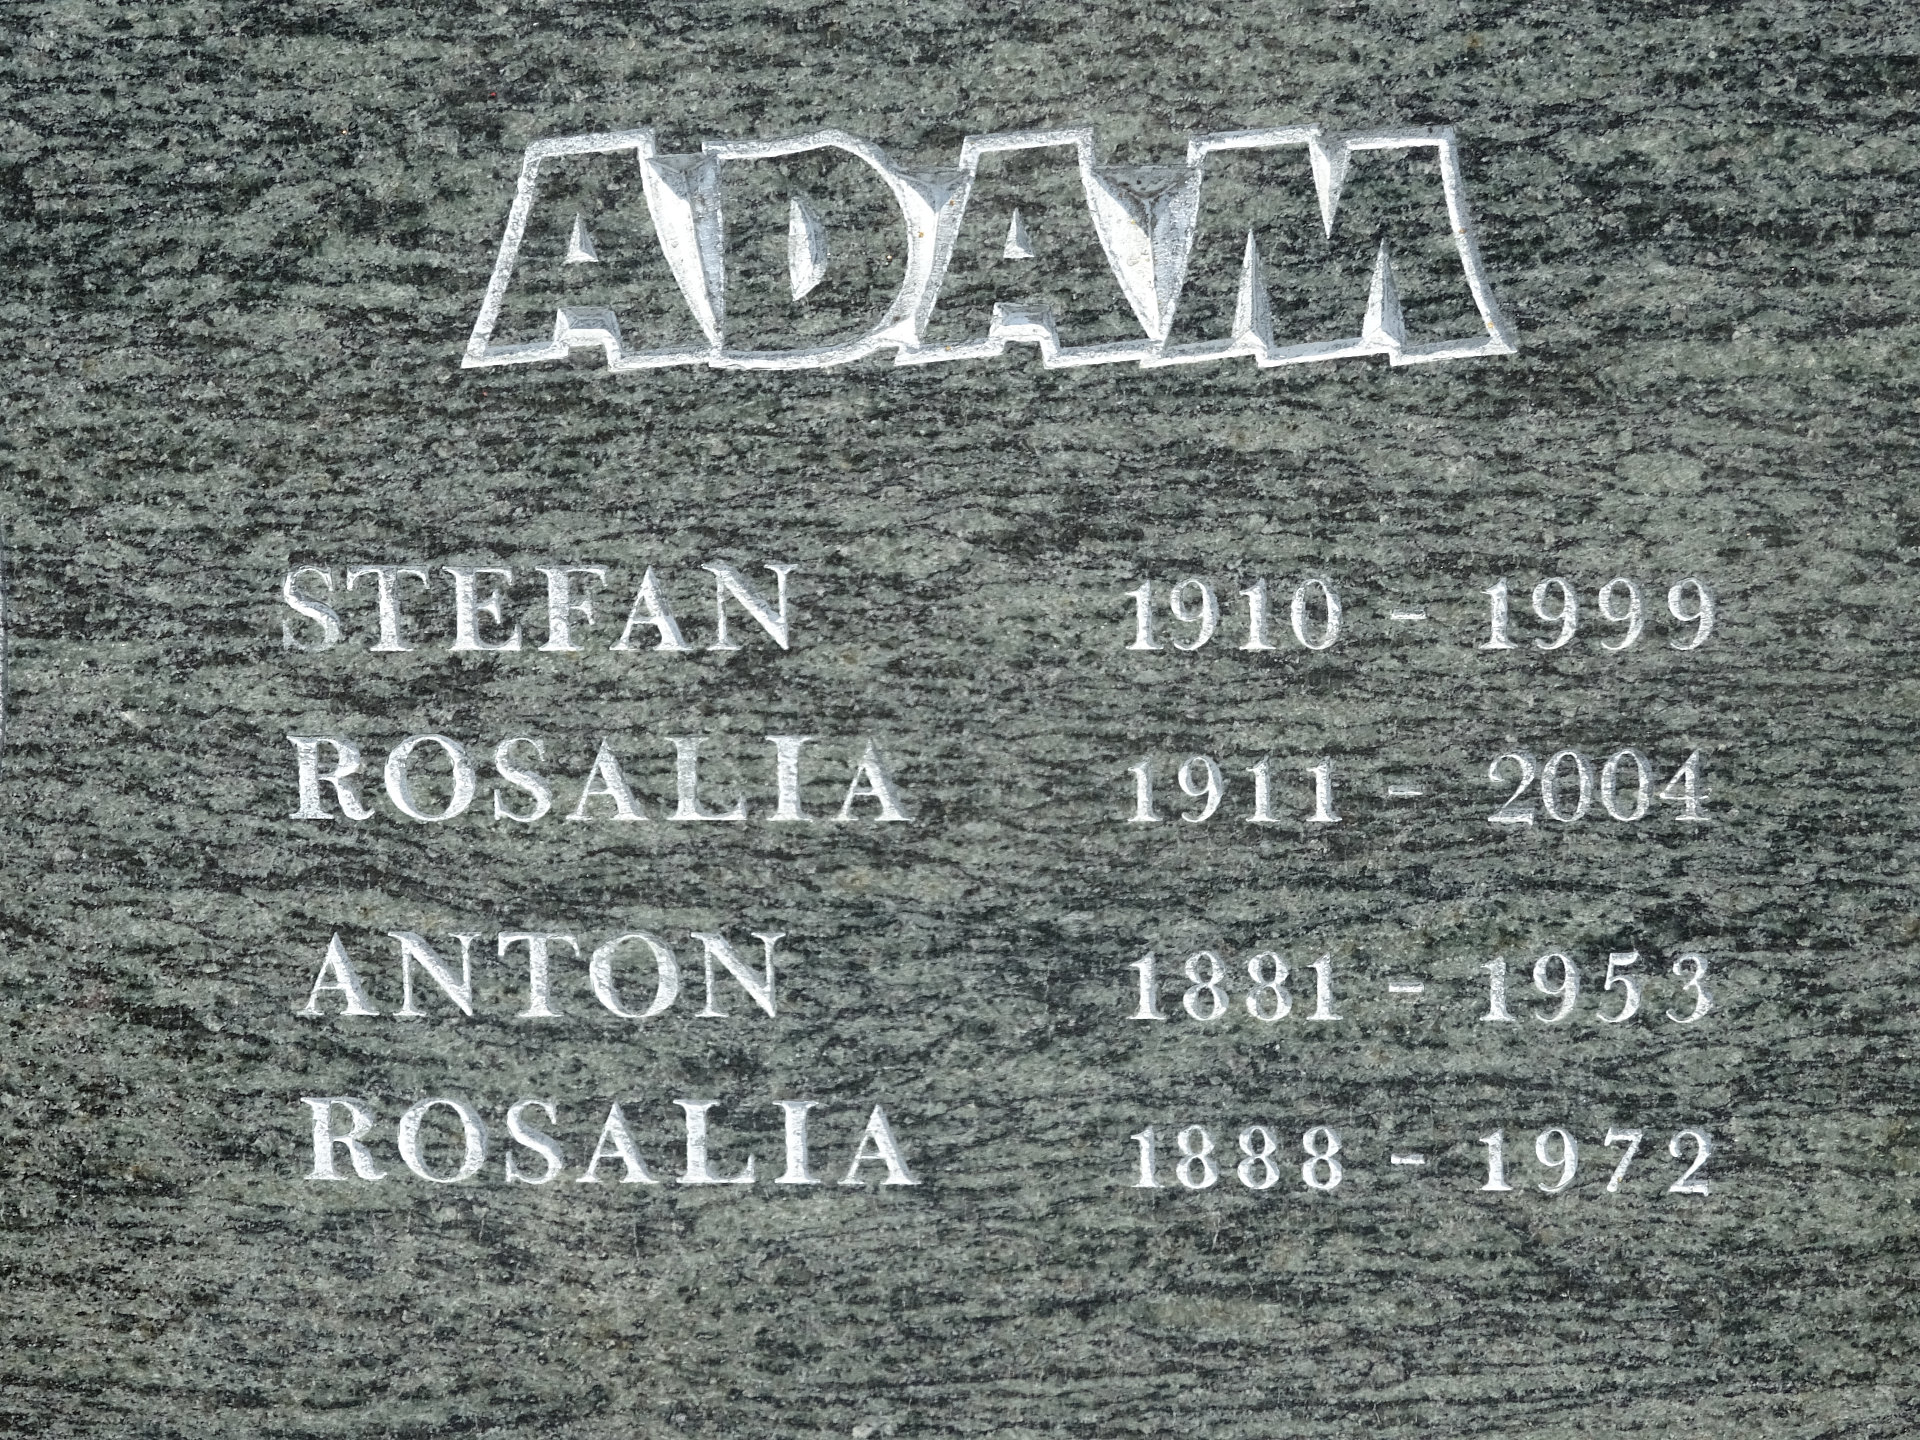 ADAM
STEFAN 1910 - 1999
ROSALIA 1911 - 2004
ANTON 1881 - 1953
ROSALIA 1888 - 1972